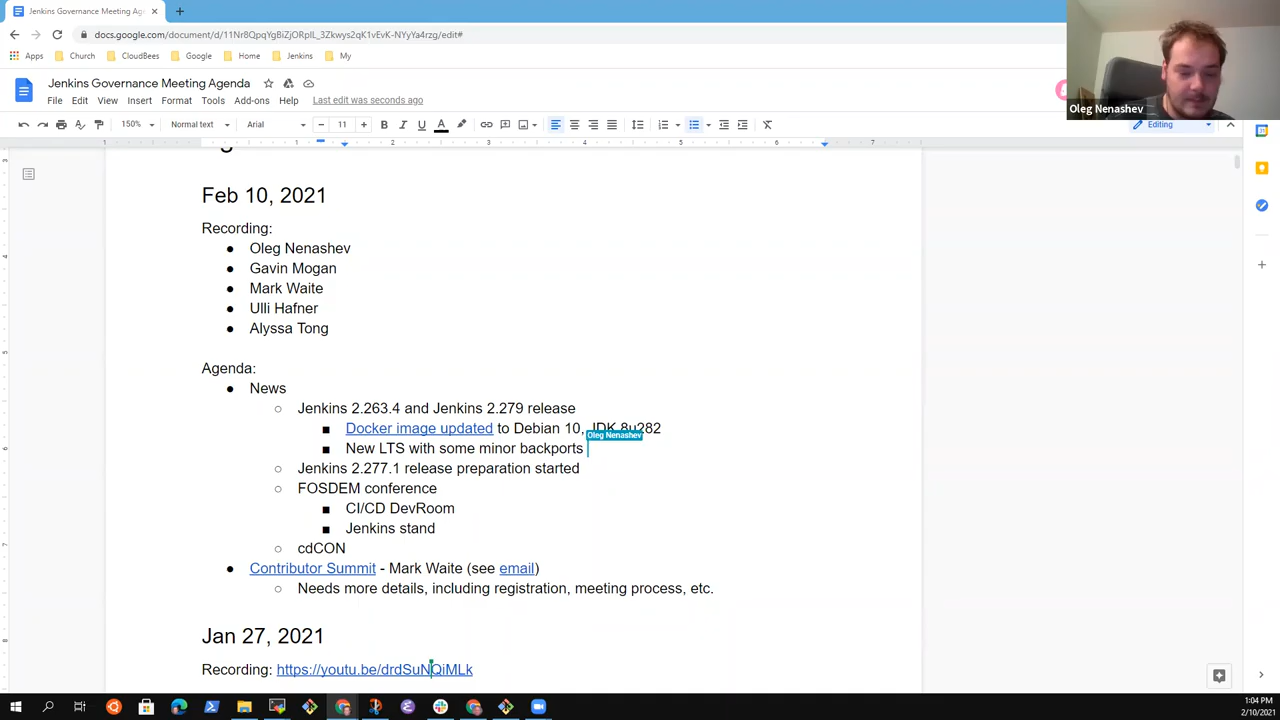 Jenkins Governance Meeting Ag
docs.google.com/document/d/11Nr8QpqYgBiZjORpIL_3Zkwys2qK1vEvK-NYyYa4rzg/edit#
Apps Church CloudBees Google Home Jenkins My
Jenkins Governance Meeting Agenda
File Edit View Insert Format Tools Add-ons Help Last edit was seconds ago
Oleg Nenashev
150% Normal text Arial 11 Editing
Feb 10, 2021
Recording:
Oleg Nenashev
Gavin Mogan
Mark Waite
Ulli Hafner
Alyssa Tong
Agenda:
News
Jenkins 2.263.4 and Jenkins 2.279 release
Docker image updated to Debian 10, JDK 8u282
Oleg Nenashev
New LTS with some minor backports
Jenkins 2.277.1 release preparation started
FOSDEM conference
CI/CD DevRoom
Jenkins stand
cdCON
Contributor Summit - Mark Waite (see email)
Needs more details, including registration, meeting process, etc.
Jan 27, 2021
Recording: https://youtu.be/drdSuNQiMLk
1:04 PM
2/10/2021